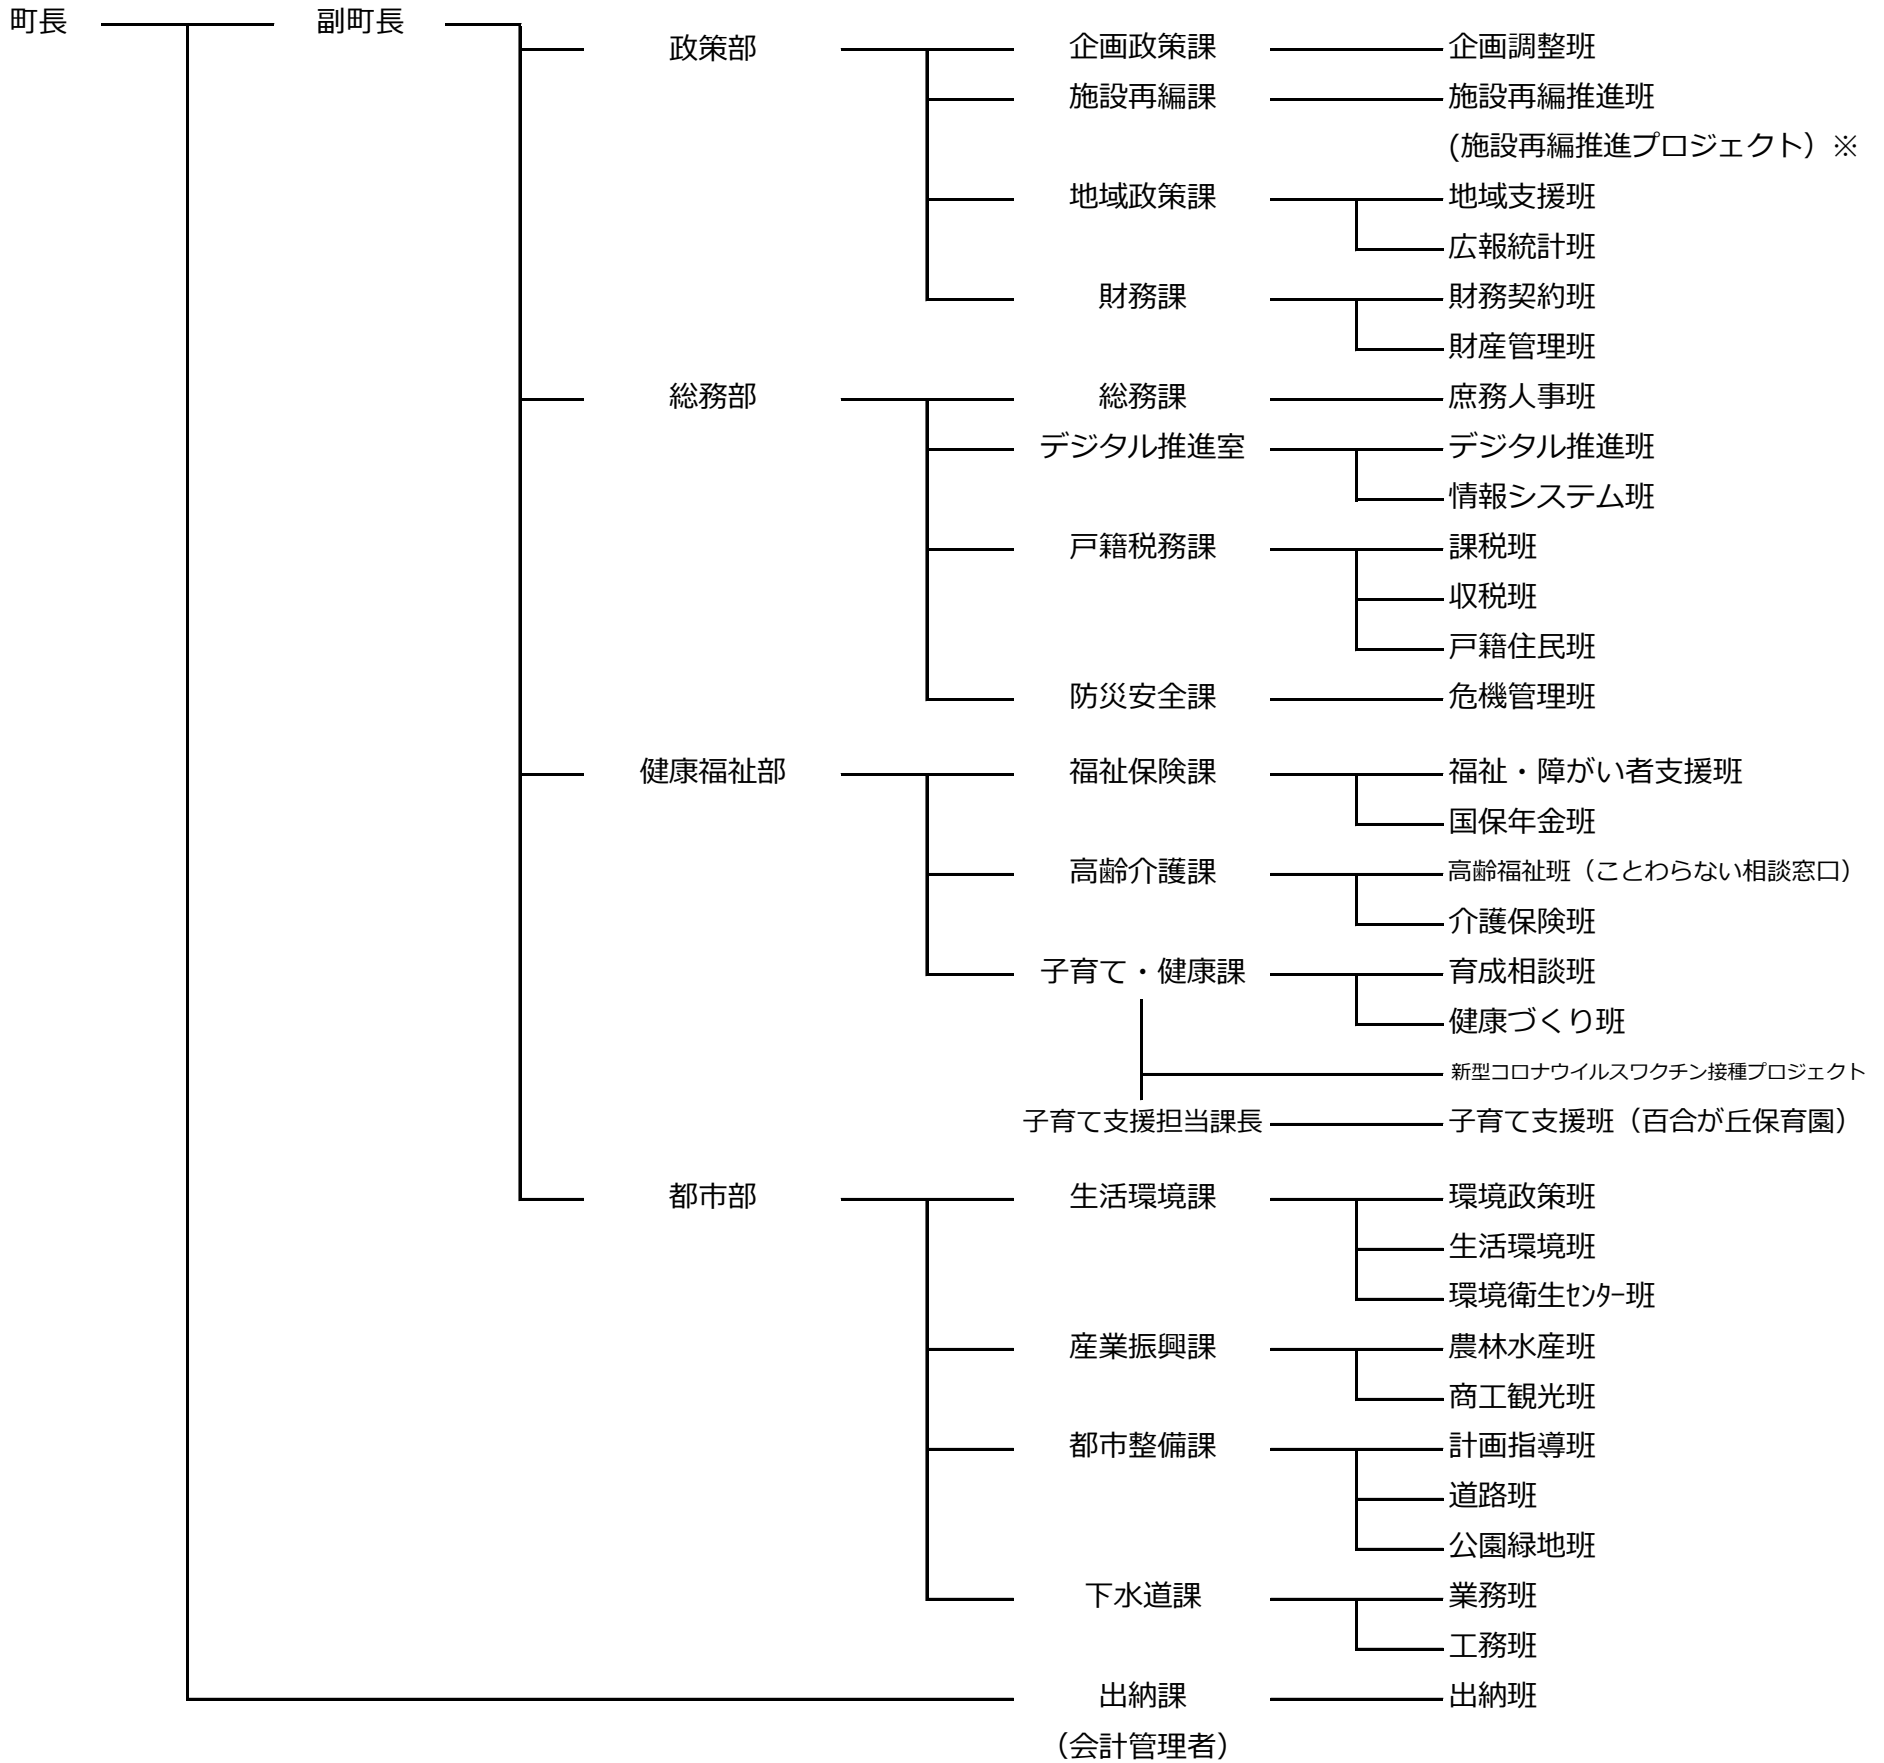 町長 副町長
政策部 企画政策課 企画調整班
施設再編課 施設再編推進班
(施設再編推進プロジェクト）※
地域政策課 地域支援班
広報統計班
財務課 財務契約班
財産管理班
総務部 総務課 庶務人事班
デジタル推進室 デジタル推進班
情報システム班
戸籍税務課 課税班
収税班
戸籍住民班
防災安全課 危機管理班
健康福祉部 福祉保険課 福祉・障がい者支援班
国保年金班
高齢介護課 高齢福祉班（ことわらない相談窓口）
介護保険班
子育て・健康課 育成相談班
健康づくり班
新型コロナウイルスワクチン接種プロジェクト
子育て支援担当課長 子育て支援班（百合が丘保育園）
都市部 生活環境課 環境政策班
生活環境班
環境衛生ｾﾝﾀｰ班
産業振興課 農林水産班
商工観光班
都市整備課 計画指導班
道路班
公園緑地班
下水道課 業務班
工務班
出納課 出納班
（会計管理者）